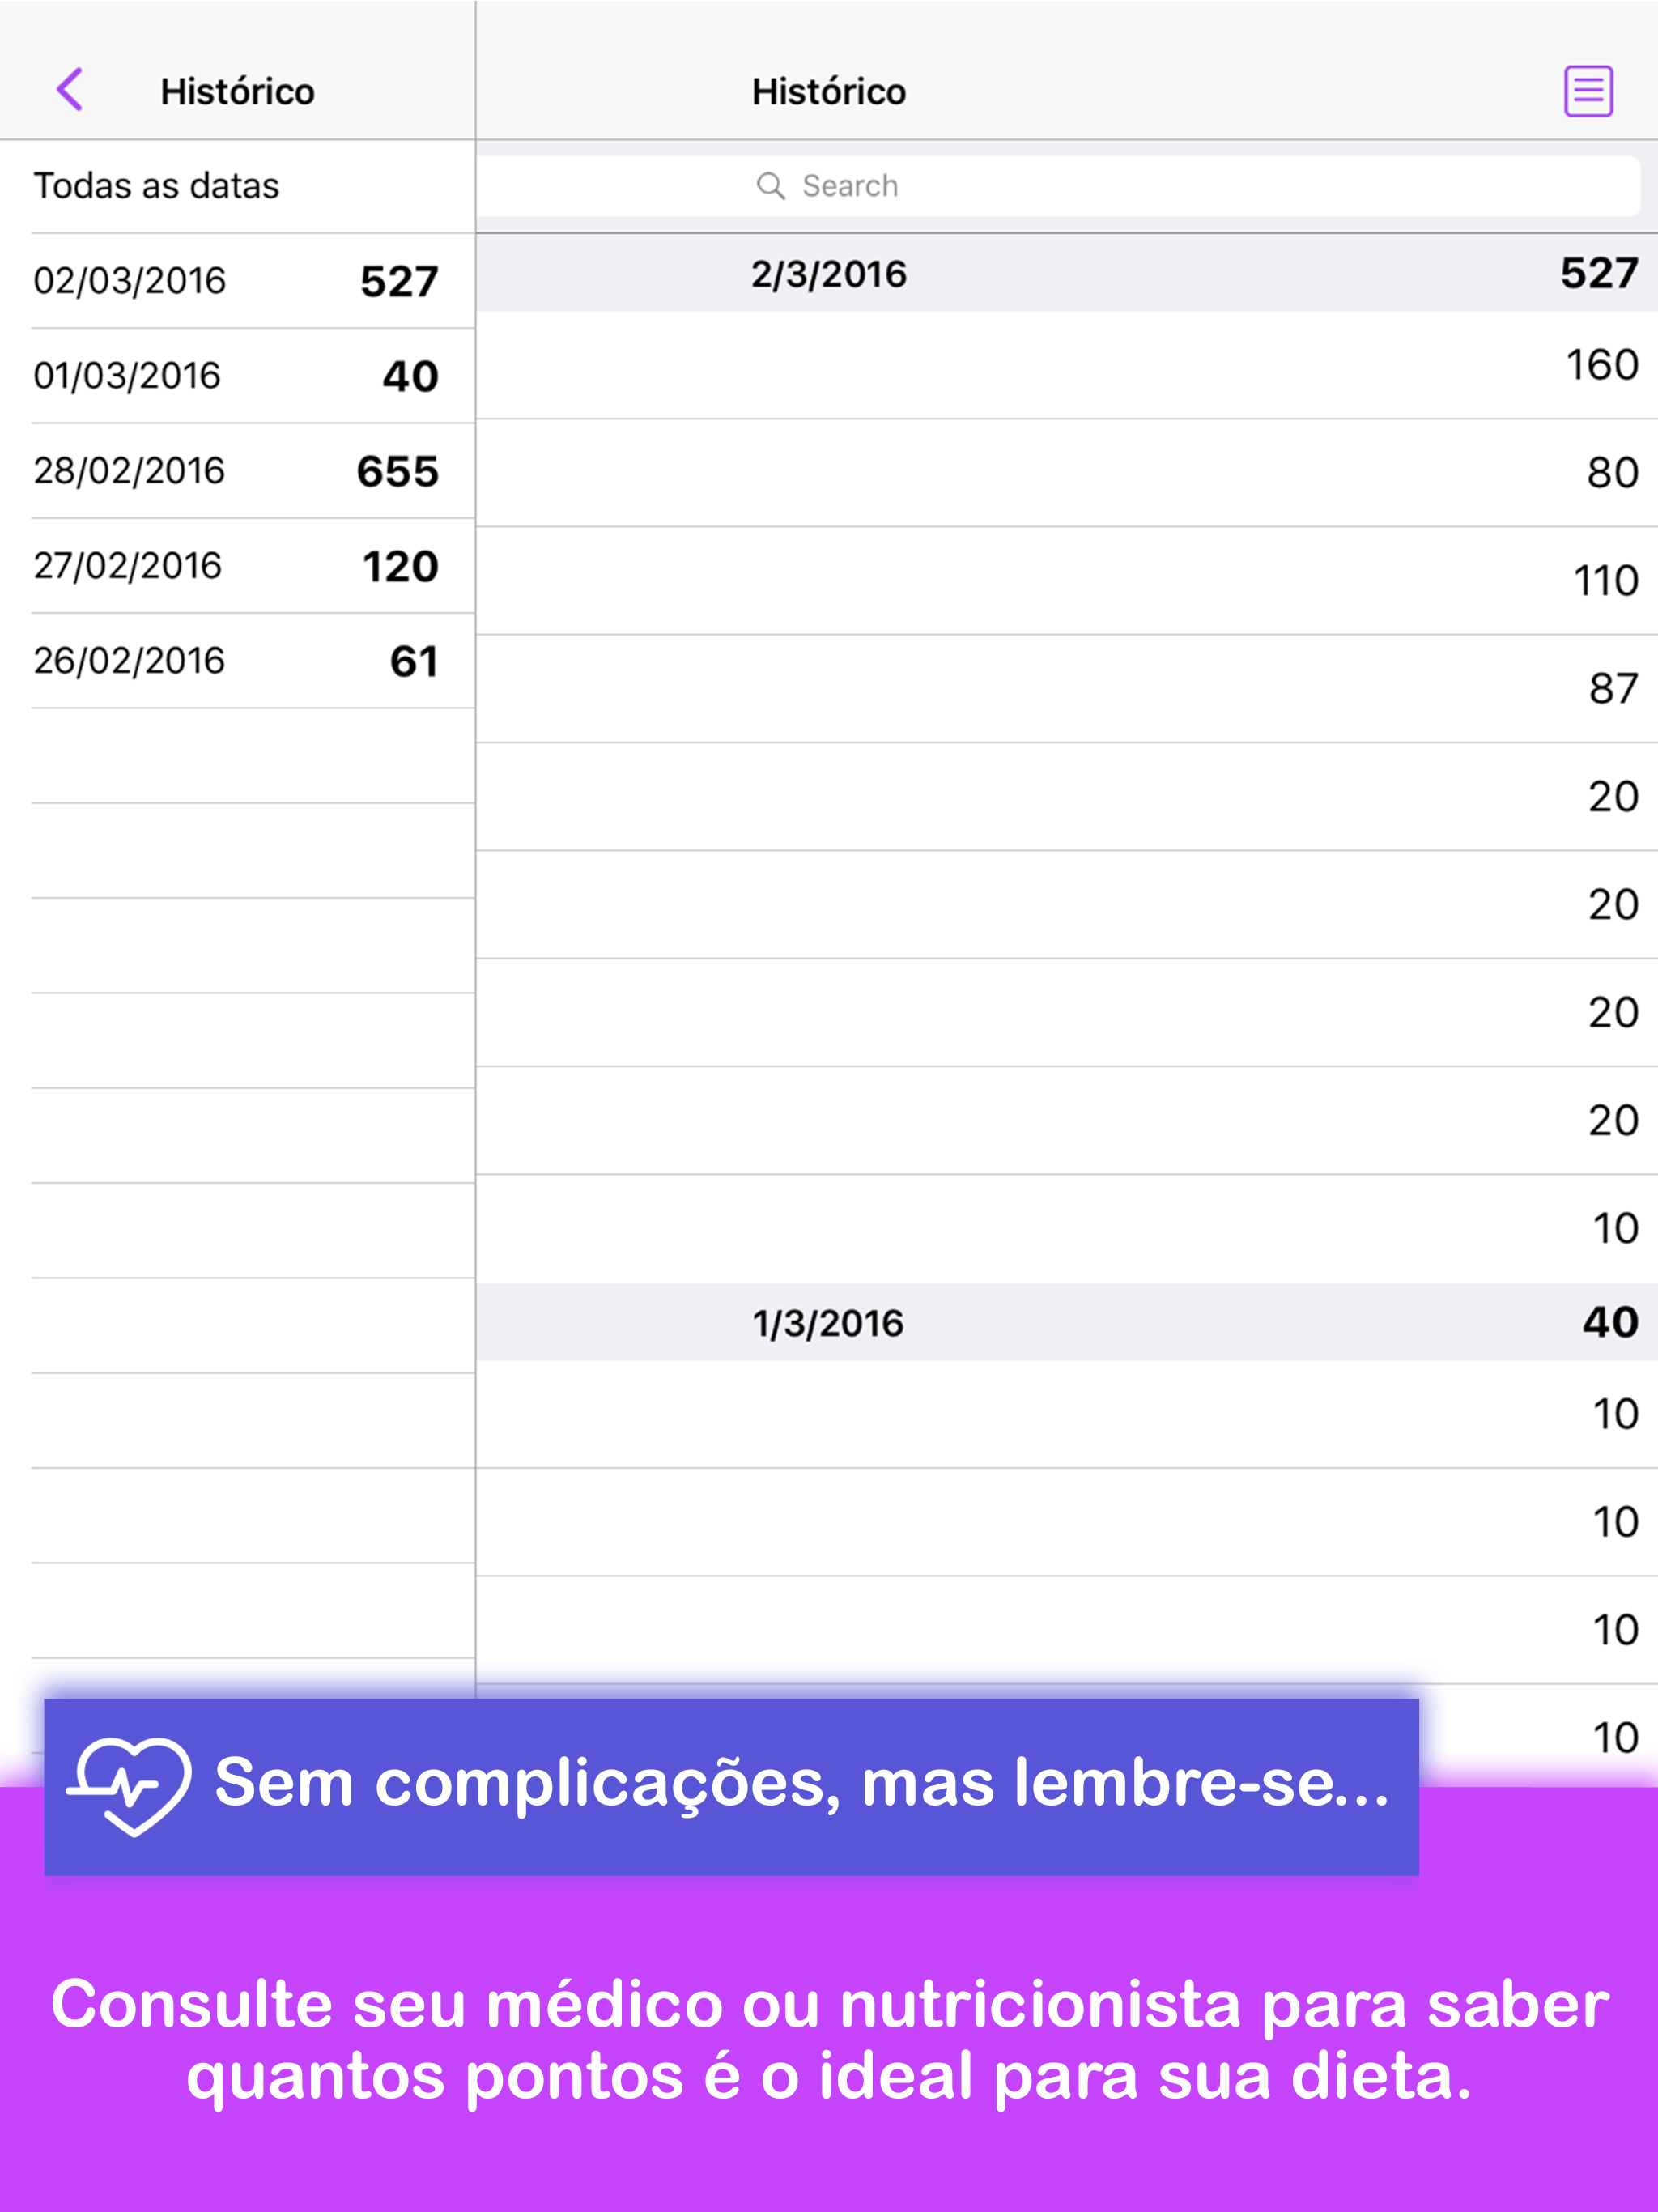 Histórico
Todas as datas
02/03/2016 527
01/03/2016 40
28/02/2016 655
27/02/2016 120
26/02/2016 61
Histórico
Search
2/3/2016 527
160
80
110
87
20
20
20
20
10
1/3/2016 40
10
10
10
10
Sem complicações, mas lembre-se...
Consulte seu médico ou nutricionista para saber
quantos pontos é o ideal para sua dieta.